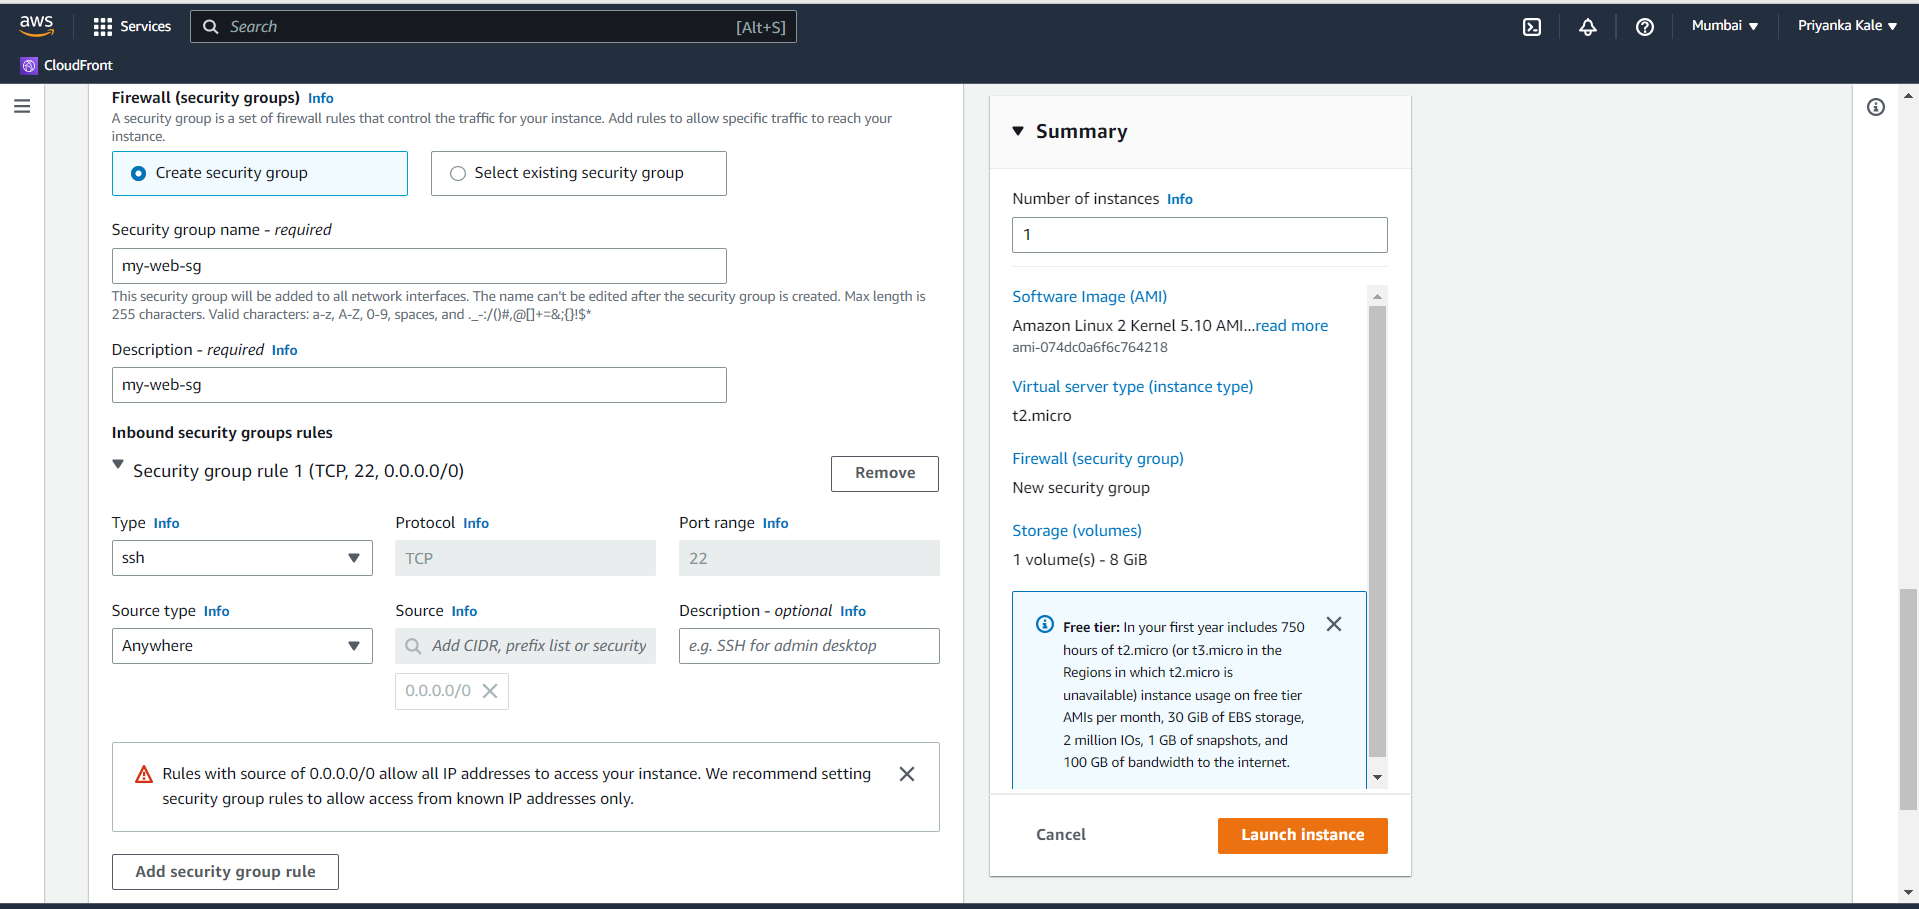 aws
Services
Search
[Alt+S]
Mumbai ▼
Priyanka Kale ▼
CloudFront
Firewall (security groups) Info
A security group is a set of firewall rules that control the traffic for your instance. Add rules to allow specific traffic to reach your
instance.
Create security group
Select existing security group
Security group name - required
my-web-sg
This security group will be added to all network interfaces. The name can't be edited after the security group is created. Max length is
255 characters. Valid characters: a-z, A-Z, 0-9, spaces, and ._-:/()#,@[]+=&;{}!$*
Description - required Info
my-web-sg
Inbound security groups rules
Security group rule 1 (TCP, 22, 0.0.0.0/0)
Remove
Type Info
Protocol Info
Port range Info
ssh
TCP
22
Source type Info
Source Info
Description - optional Info
Anywhere
Add CIDR, prefix list or security
e.g. SSH for admin desktop
0.0.0.0/0
Rules with source of 0.0.0.0/0 allow all IP addresses to access your instance. We recommend setting
security group rules to allow access from known IP addresses only.
Add security group rule
Summary
Number of instances Info
1
Software Image (AMI)
Amazon Linux 2 Kernel 5.10 AMI...read more
ami-074dc0a6f6c764218
Virtual server type (instance type)
t2.micro
Firewall (security group)
New security group
Storage (volumes)
1 volume(s) - 8 GiB
Free tier: In your first year includes 750
hours of t2.micro (or t3.micro in the
Regions in which t2.micro is
unavailable) instance usage on free tier
AMIs per month, 30 GiB of EBS storage,
2 million IOs, 1 GB of snapshots, and
100 GB of bandwidth to the internet.
Cancel
Launch instance